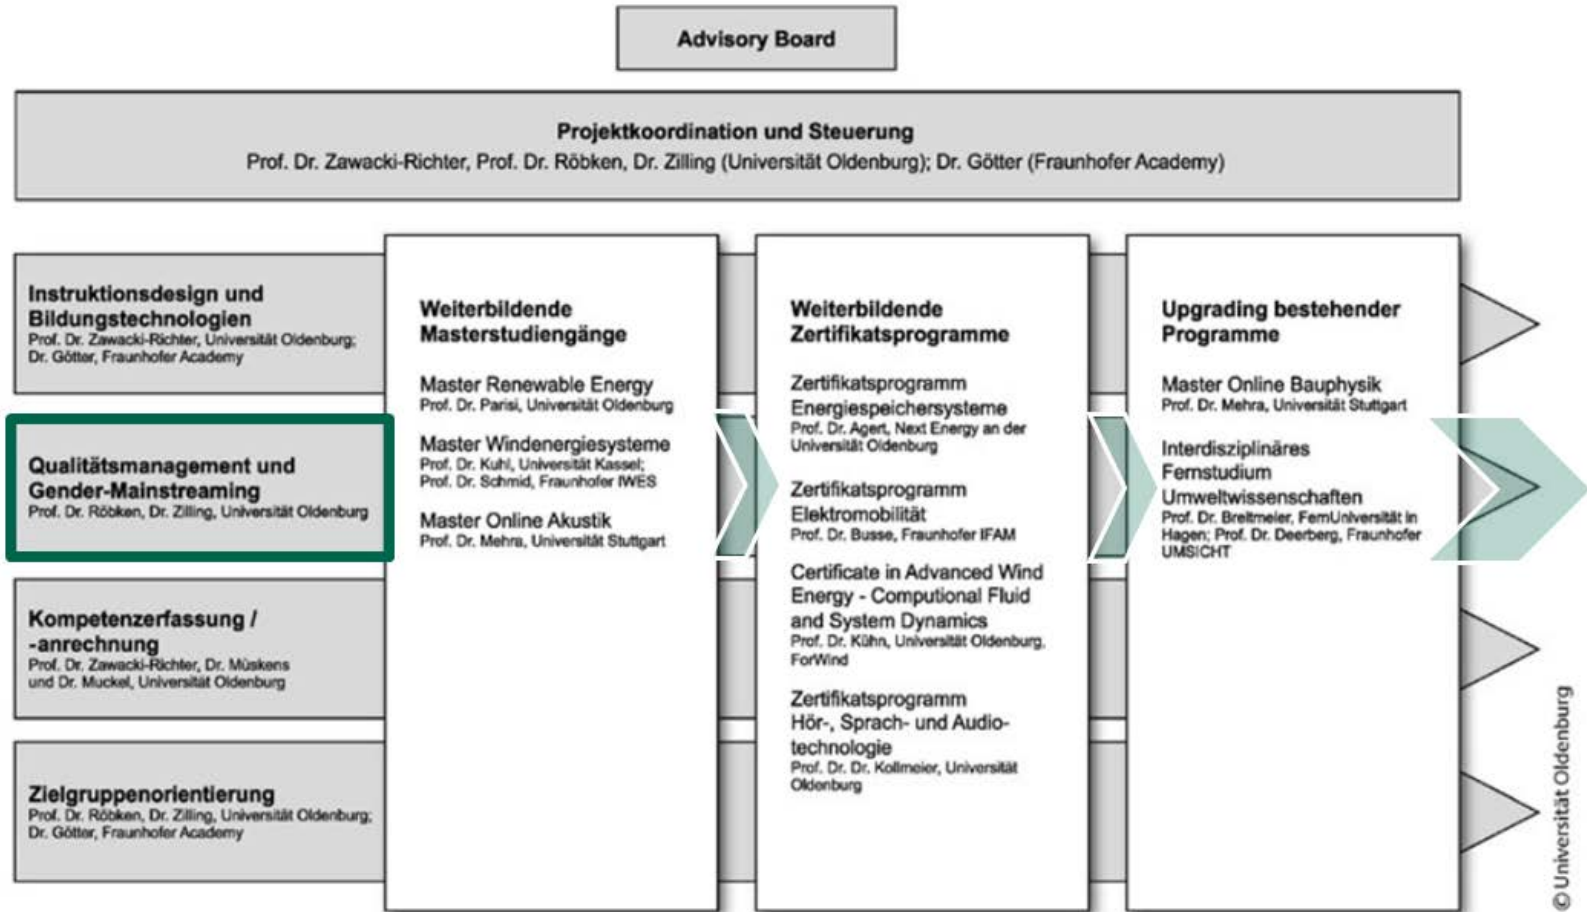 Advisory Board
Projektkoordination und Steuerung
Prof. Dr. Zawacki-Richter, Prof. Dr. Röbken, Dr. Zilling (Universität Oldenburg); Dr. Götter (Fraunhofer Academy)
Instruktionsdesign und
Bildungstechnologien
Prof. Dr. Zawacki-Richter, Universität Oldenburg;
Dr. Götter, Fraunhofer Academy
Qualitätsmanagement und
Gender-Mainstreaming
Prof. Dr. Röbken, Dr. Zilling, Universität Oldenburg
Kompetenzerfassung /
-anrechnung
Prof. Dr. Zawacki-Richter, Dr. Müskens
und Dr. Muckel, Universität Oldenburg
Zielgruppenorientierung
Prof. Dr. Röbken, Dr. Zilling, Universität Oldenburg;
Dr. Götter, Fraunhofer Academy
Weiterbildende
Masterstudiengänge
Master Renewable Energy
Prof. Dr. Parisi, Universität Oldenburg
Master Windenergiesysteme
Prof. Dr. Kuhl, Universität Kassel;
Prof. Dr. Schmid, Fraunhofer IWES
Master Online Akustik
Prof. Dr. Mehra, Universität Stuttgart
Weiterbildende
Zertifikatsprogramme
Zertifikatsprogramm
Energiespeichersysteme
Prof. Dr. Agert, Next Energy an der
Universität Oldenburg
Zertifikatsprogramm
Elektromobilität
Prof. Dr. Busse, Fraunhofer IFAM
Certificate in Advanced Wind
Energy - Computional Fluid
and System Dynamics
Prof. Dr. Kühn, Universität Oldenburg,
ForWind
Zertifikatsprogramm
Hör-, Sprach- und Audio-
technologie
Prof. Dr. Dr. Kollmeier, Universität
Oldenburg
Upgrading bestehender
Programme
Master Online Bauphysik
Prof. Dr. Mehra, Universität Stuttgart
Interdisziplinäres
Fernstudium
Umweltwissenschaften
Prof. Dr. Breitmeier, FernUniversität in
Hagen; Prof. Dr. Deerberg, Fraunhofer
UMSICHT
© Universität Oldenburg